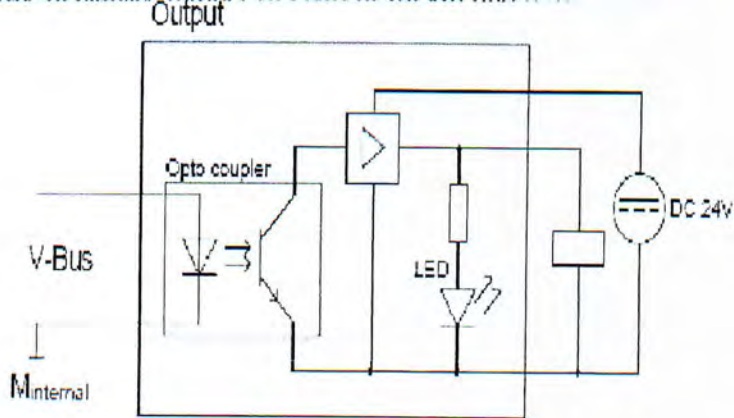 Output
Opto coupler
DC 24V
V-Bus
LED
Minternal